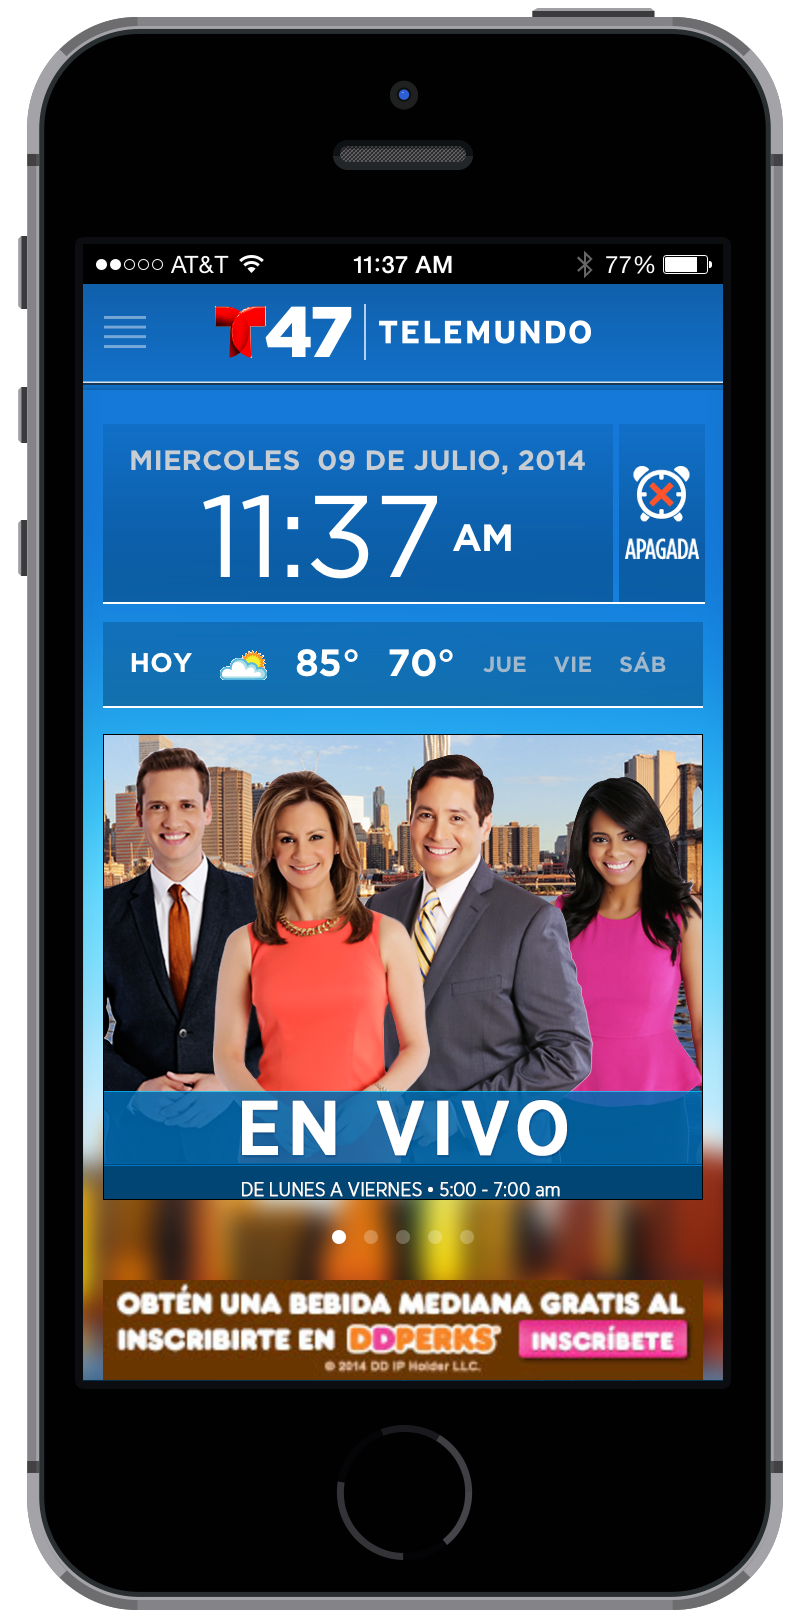 AT&T 11:37 AM 77%
T47 TELEMUNDO
MIERCOLES 09 DE JULIO, 2014
11:37 AM
APAGADA
HOY 85° 70° JUE VIE SÁB
EN VIVO
DE LUNES A VIERNES • 5:00 - 7:00 am
OBTÉN UNA BEBIDA MEDIANA GRATIS AL
INSCRIBIRTE EN DDPERKS INSCRÍBETE
© 2014 DD IP Holder LLC.